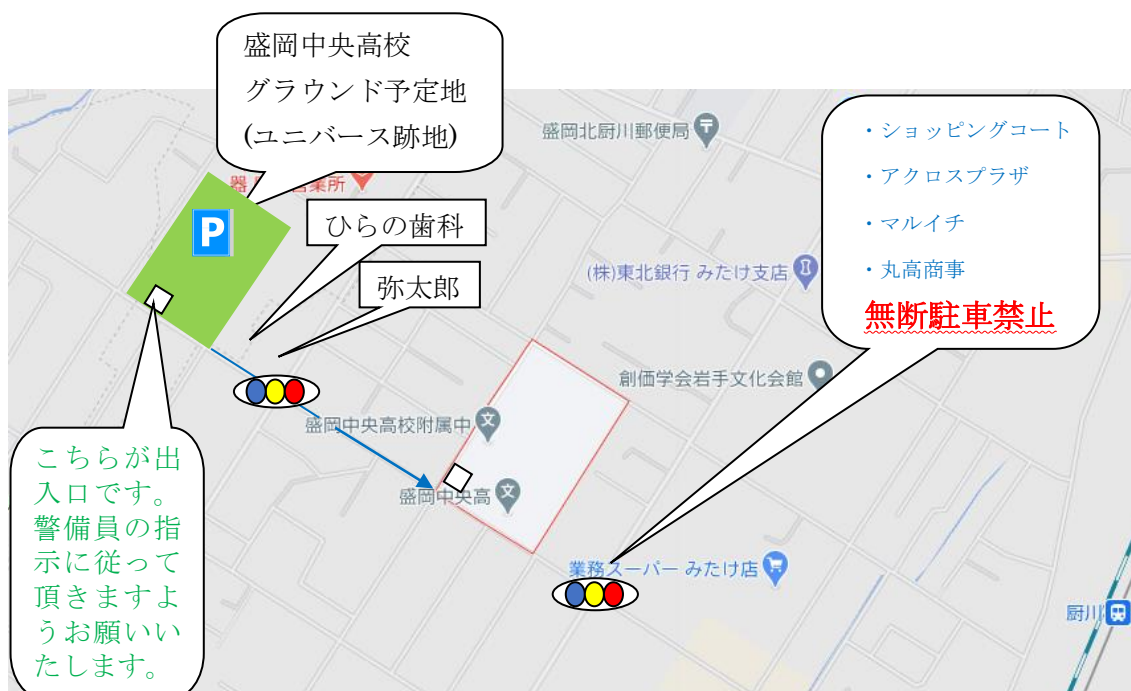 盛岡中央高校
グラウンド予定地
(ユニバース跡地)
盛岡北厨川郵便局
・ショッピングコート
・アクロスプラザ
・マルイチ
・丸高商事
無断駐車禁止
器
営業所
P
ひらの歯科
弥太郎
(株)東北銀行 みたけ支店
創価学会岩手文化会館
盛岡中央高校附属中
文
盛岡中央高
文
こちらが出
入口です。
警備員の指
示に従って
頂きますよ
うお願いい
たします。
業務スーパー みたけ店
厨川